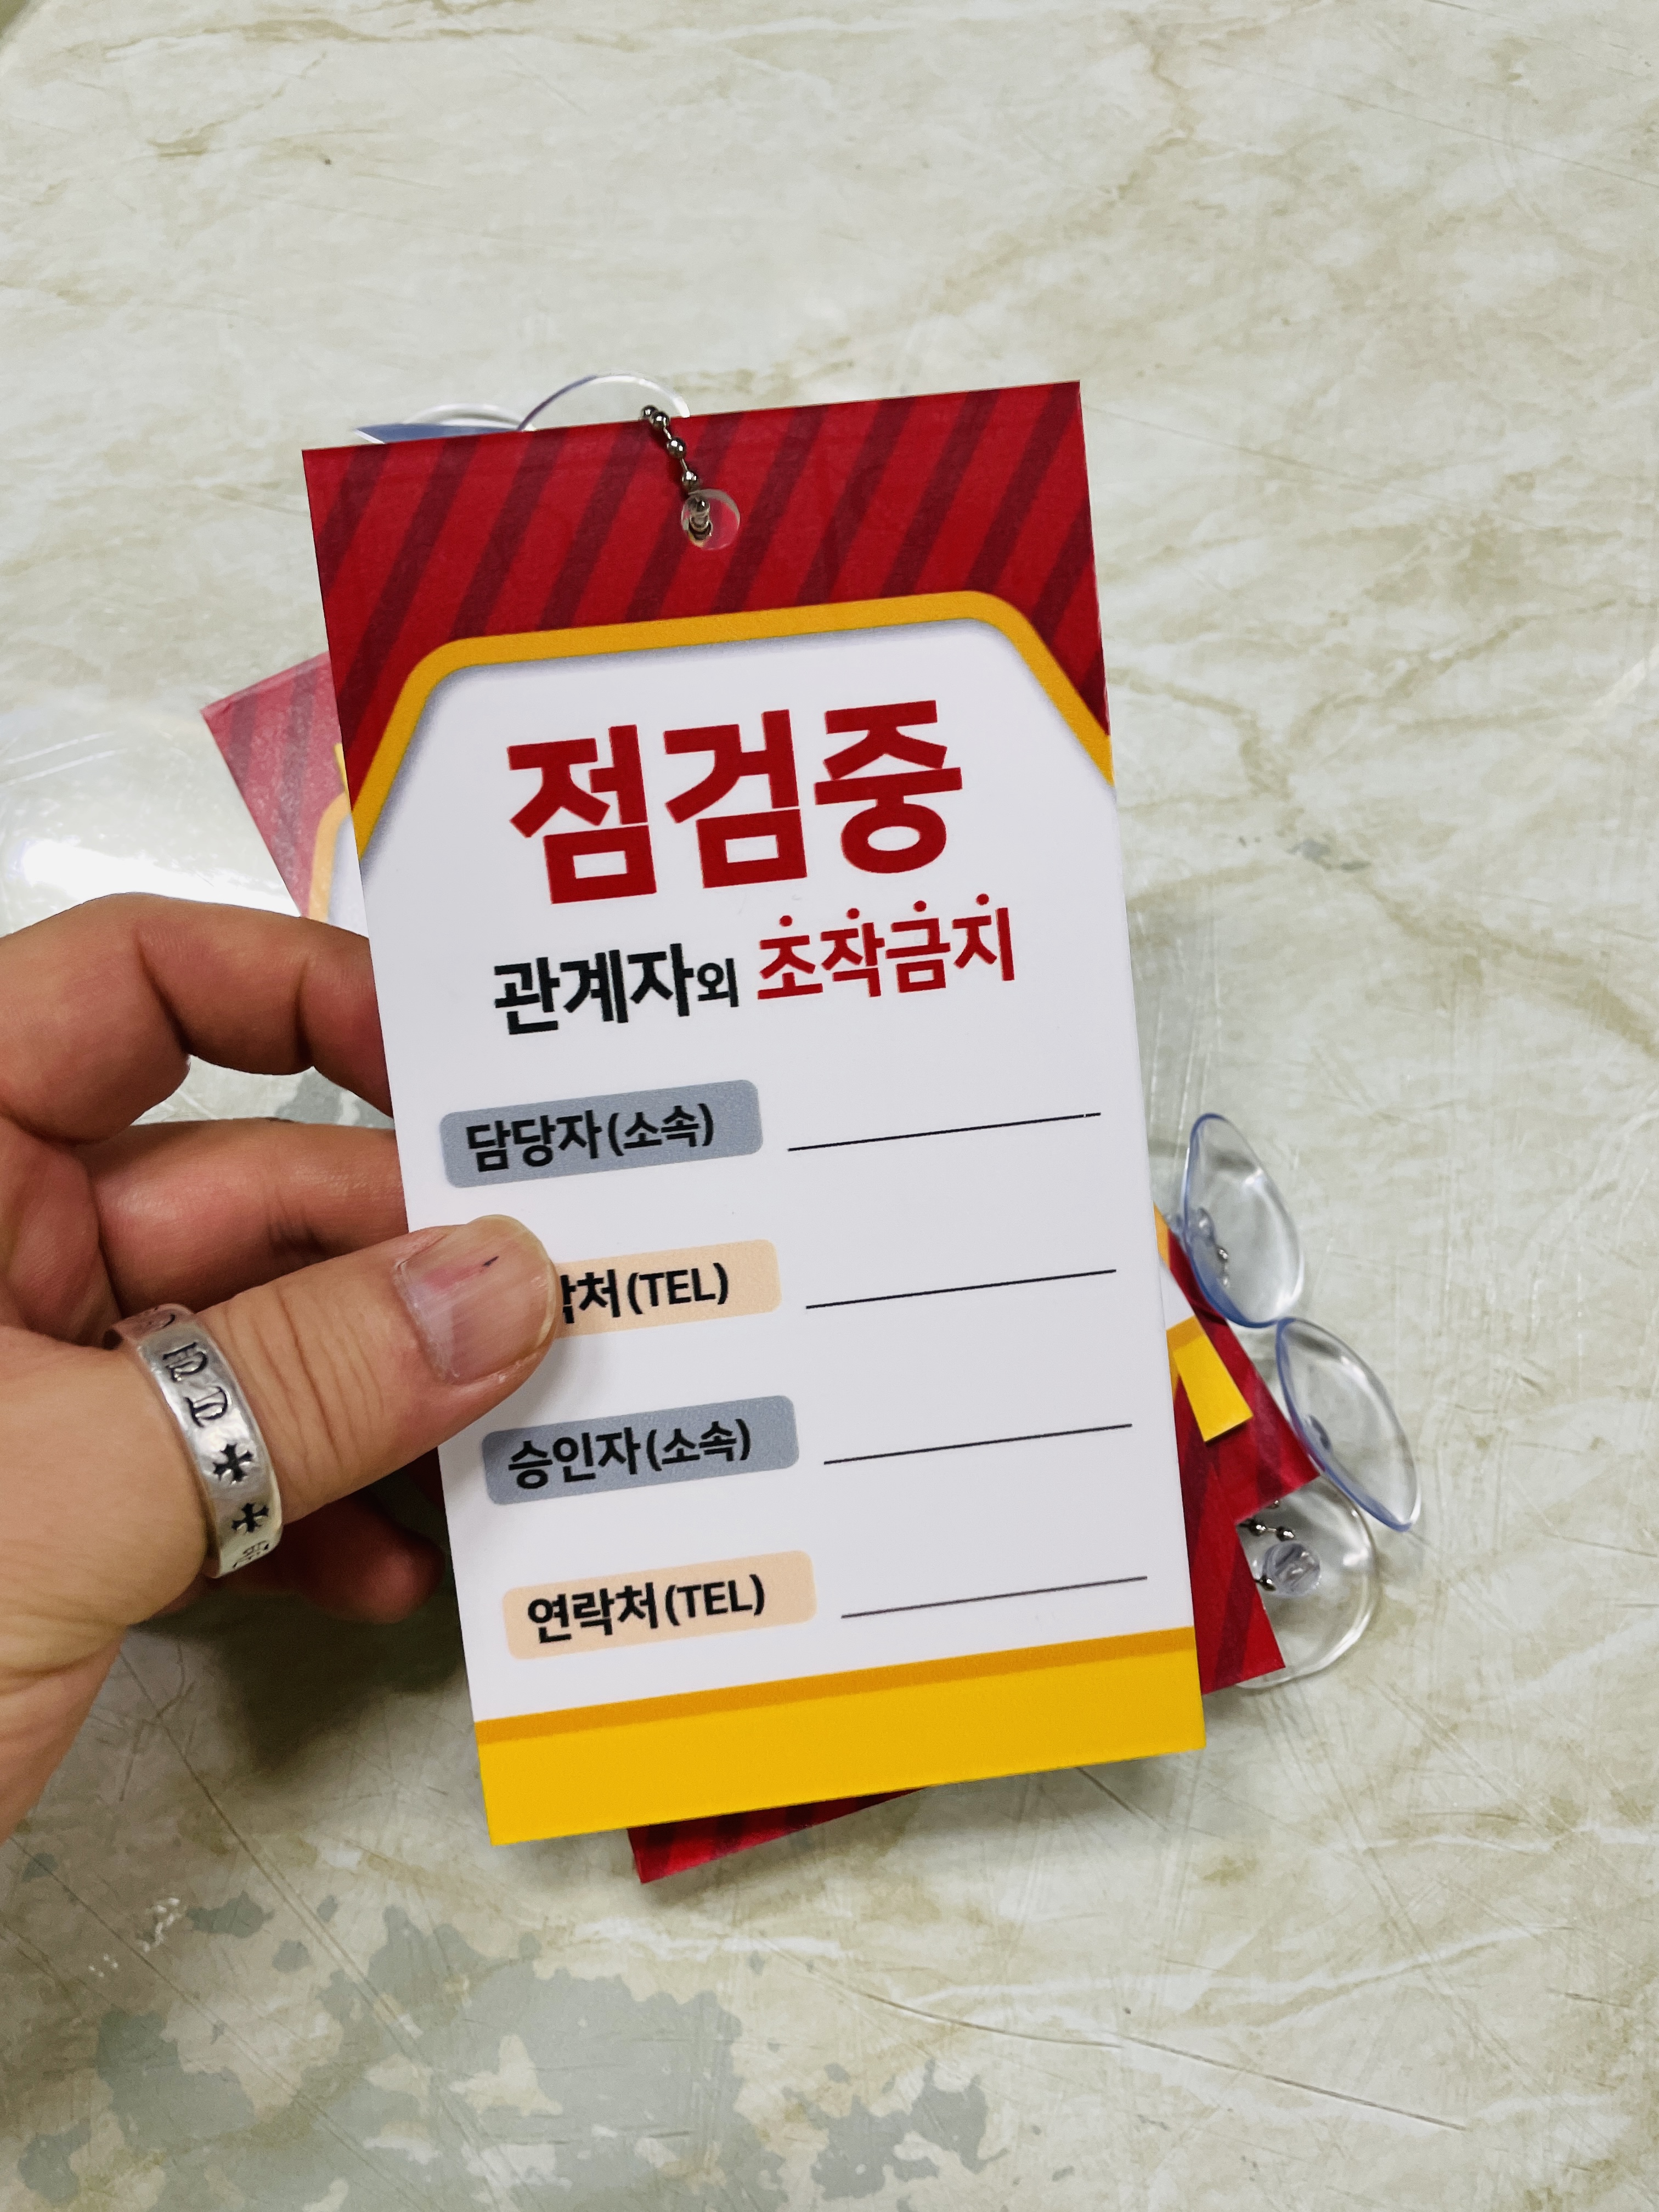 점검중
관계자외 조작금지
담당자(소속)
락처(TEL)
승인자(소속)
연락처(TEL)